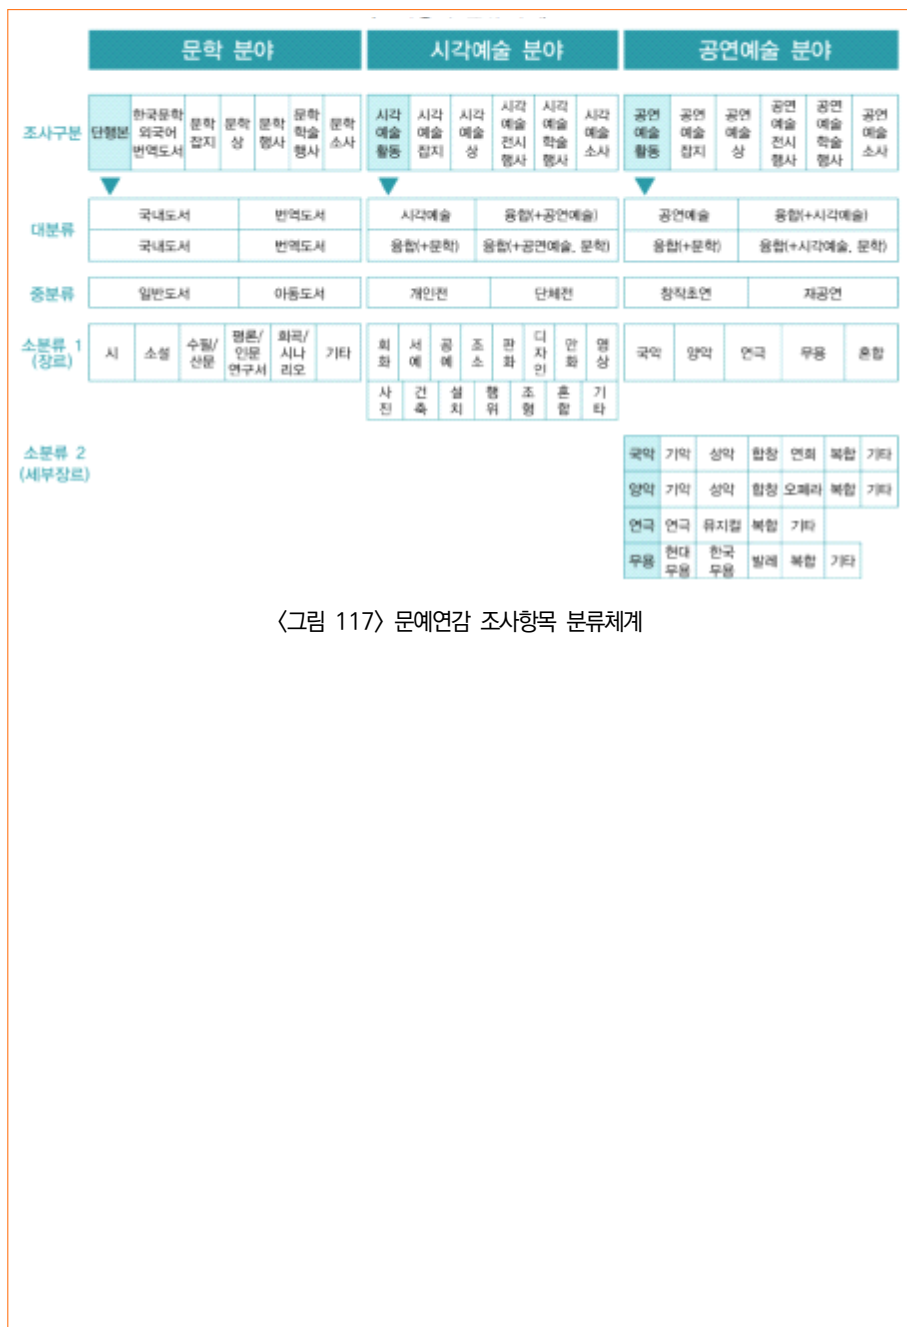 문학 분야 시각예술 분야 공연예술 분야
조사구분
단행본
한국문학
외국어
번역도서
문학
잡지
문학
상
문학
행사
문학
학술
행사
문학
소사
시각
예술
활동
시각
예술
잡지
시각
예술
상
시각
예술
전시
행사
시각
예술
학술
행사
시각
예술
소사
공연
예술
활동
공연
예술
잡지
공연
예술
상
공연
예술
전시
행사
공연
예술
학술
행사
공연
예술
소사
대분류
국내도서 번역도서
국내도서 번역도서
시각예술 융합(+공연예술)
융합(+문학) 융합(+공연예술, 문학)
공연예술 융합(+시각예술)
융합(+문학) 융합(+시각예술, 문학)
중분류
일반도서 아동도서 개인전 단체전 창작초연 재공연
소분류 1
(장르)
시
소설
수필/
산문
평론/
인문
연구서
희곡/
시나
리오
기타
회화
서예
공예
조소
판화
디자인
만화
영상
사진
건축
설치
행위
조형
혼합
기타
국악 양악 연극 무용 혼합
소분류 2
(세부장르)
국악 기악 성악 합창 연희 복합 기타
양악 기악 성악 합창 오페라 복합 기타
연극 연극 뮤지컬 복합 기타
무용
현대
무용
한국
무용
발레 복합 기타
〈그림 117〉 문예연감 조사항목 분류체계